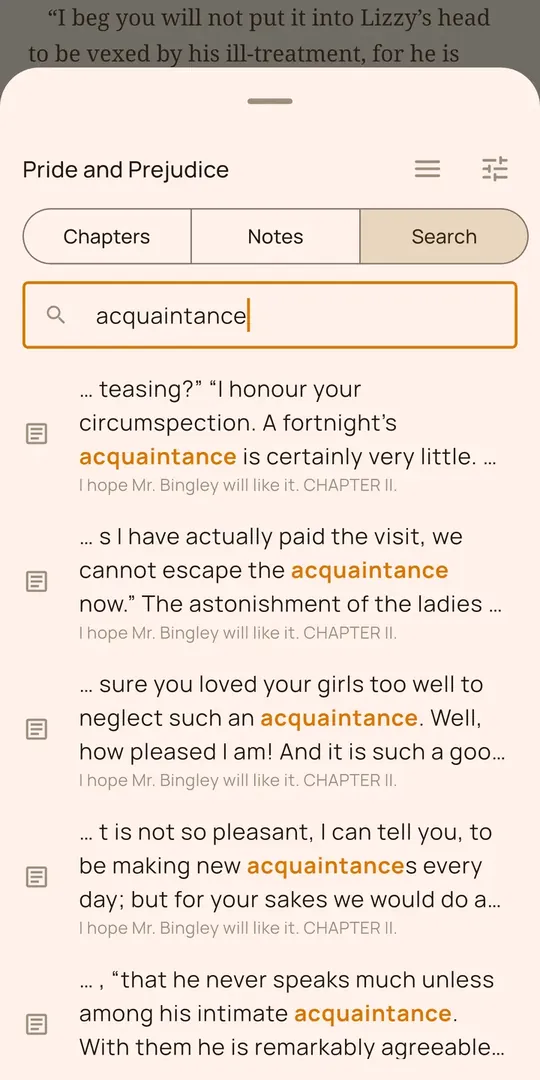 “I beg you will not put it into Lizzy’s head
to be vexed by his ill-treatment, for he is
Pride and Prejudice
Chapters
Notes
Search
acquaintance
... teasing?” “I honour your
circumspection. A fortnight’s
acquaintance is certainly very little. ...
I hope Mr. Bingley will like it. CHAPTER II.
... s I have actually paid the visit, we
cannot escape the acquaintance
now.” The astonishment of the ladies ...
I hope Mr. Bingley will like it. CHAPTER II.
... sure you loved your girls too well to
neglect such an acquaintance. Well,
how pleased I am! And it is such a goo...
I hope Mr. Bingley will like it. CHAPTER II.
... t is not so pleasant, I can tell you, to
be making new acquaintances every
day; but for your sakes we would do a...
I hope Mr. Bingley will like it. CHAPTER II.
... , “that he never speaks much unless
among his intimate acquaintance.
With them he is remarkably agreeable...